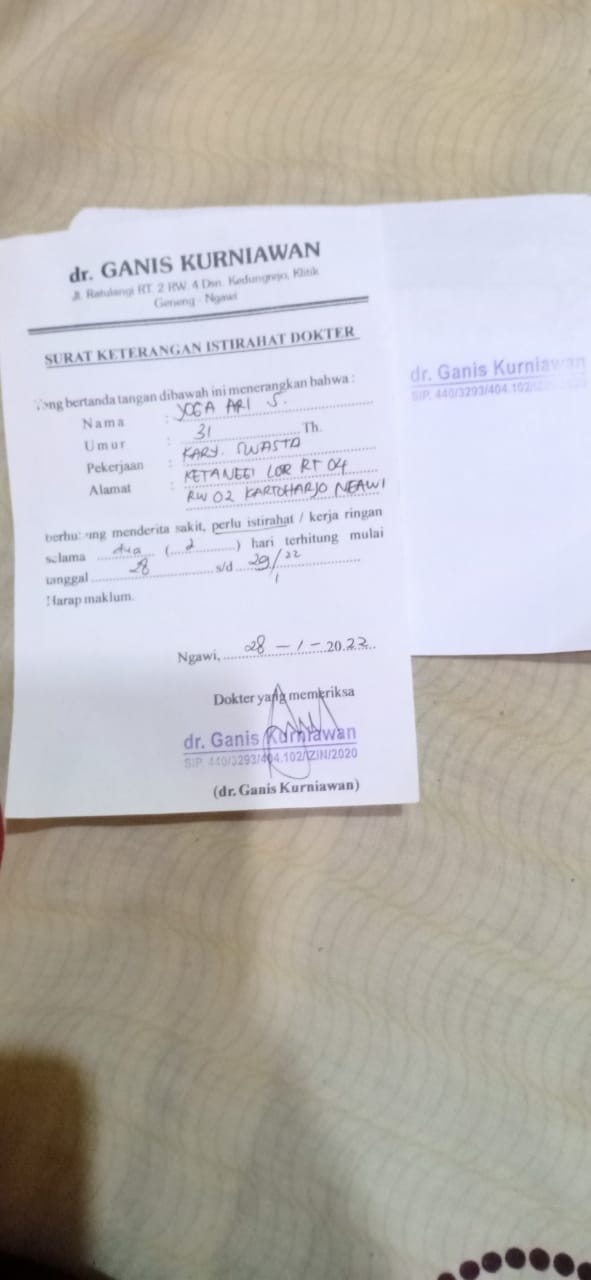 dr. GANIS KURNIAWAN
Jl. Ratulangi RT. 2 RW. 4 Dsn. Kedungrejo, Klitik
Geneng - Ngawi
SURAT KETERANGAN ISTIRAHAT DOKTER
Yang bertanda tangan dibawah ini menerangkan bahwa :
Nama : YOGA ARI S.
Umur : 31 Th.
Pekerjaan : KARY. SWASTA
Alamat : KETANGGI LOR RT 04
RW 02 KARTOHARJO NGAWI
menderita sakit, perlu istirahat / kerja ringan
selama dua ( 2 ) hari terhitung mulai
tanggal 28 s/d 29/1 22
Harap maklum.
Ngawi, 28 - 1 - 2022
Dokter yang memeriksa
dr. Ganis Kurniawan
SIP. 440/3293/404.102/IZIN/2020
(dr. Ganis Kurniawan)
dr. Ganis Kurniawan
SIP. 440/3293/404.102/